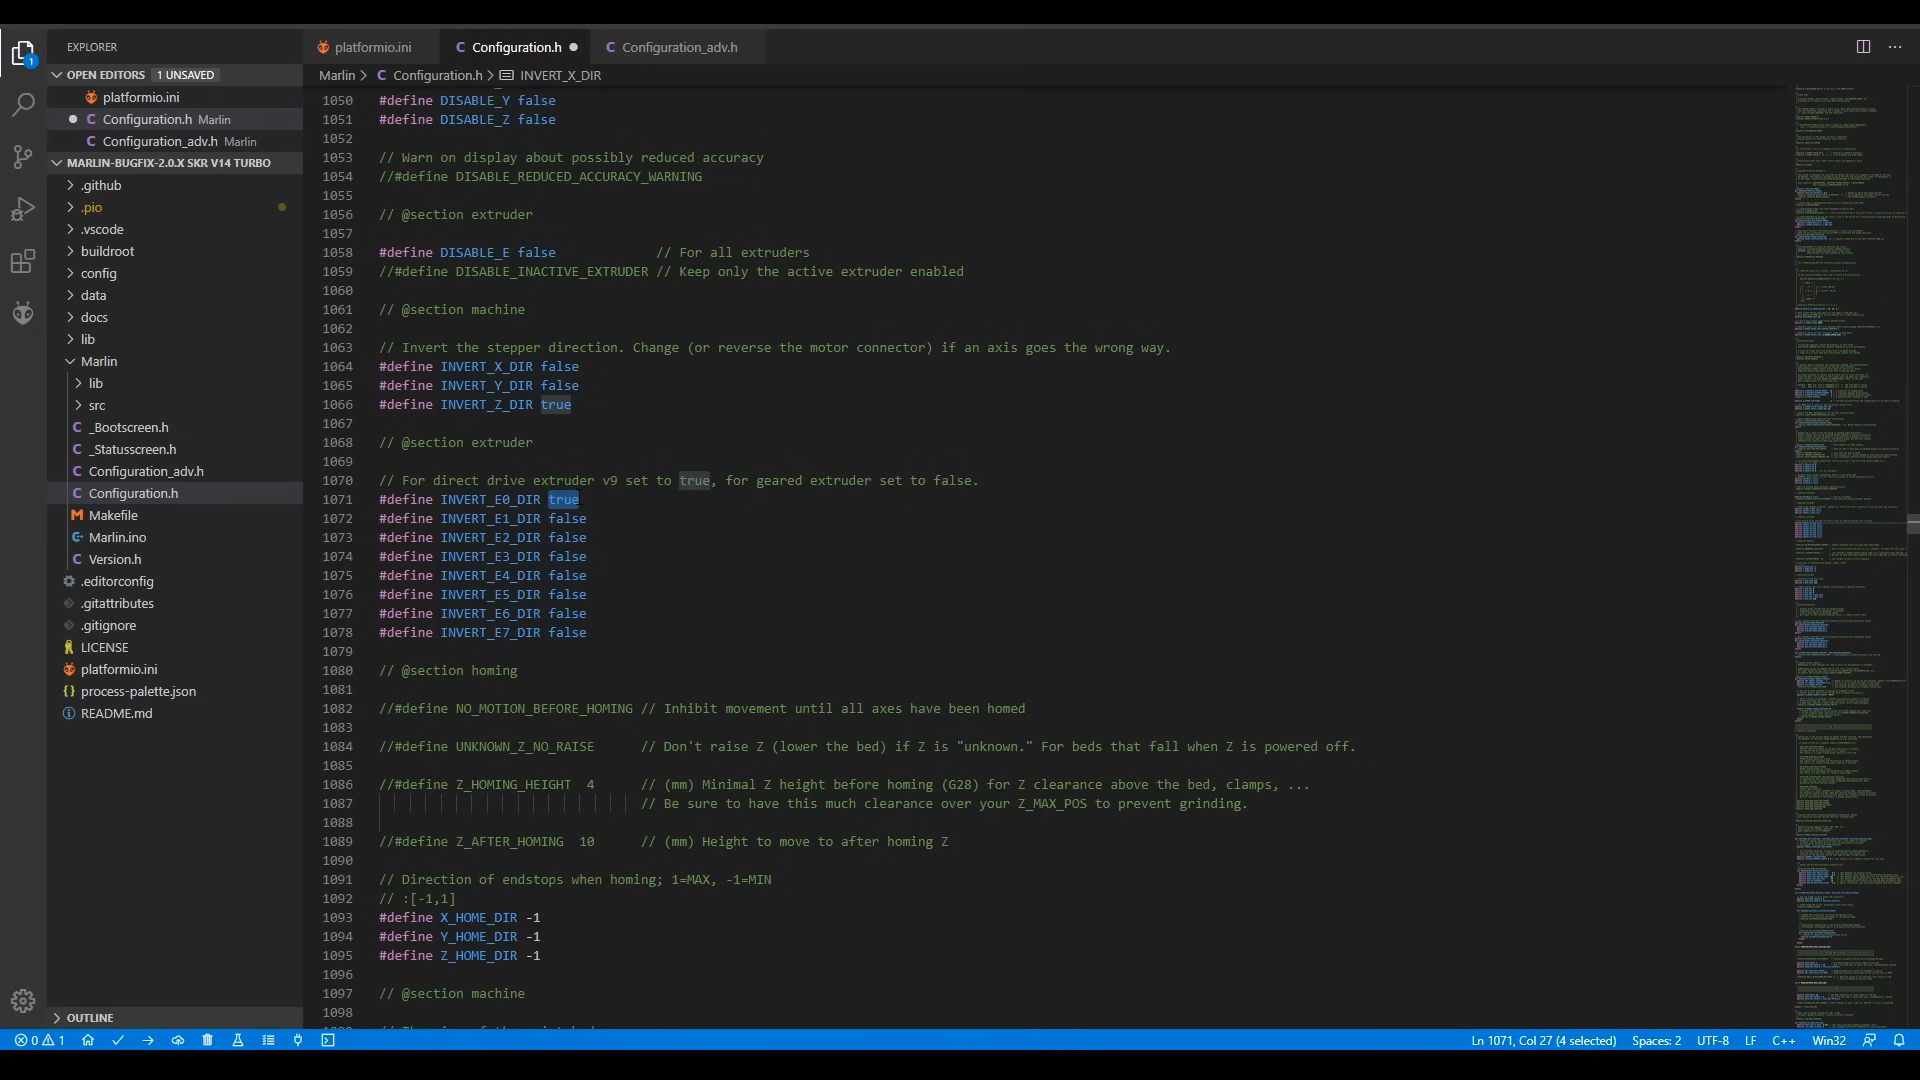 EXPLORER
OPEN EDITORS 1 UNSAVED
platformio.ini
Configuration.h Marlin
Configuration_adv.h Marlin
MARLIN-BUGFIX-2.0.X SKR V14 TURBO
.github
.pio
.vscode
buildroot
config
data
docs
lib
Marlin
lib
src
_Bootscreen.h
_Statusscreen.h
Configuration_adv.h
Configuration.h
Makefile
Marlin.ino
Version.h
.editorconfig
.gitattributes
.gitignore
LICENSE
platformio.ini
process-palette.json
README.md
OUTLINE
platformio.ini Configuration.h Configuration_adv.h
Marlin > Configuration.h > INVERT_X_DIR
1050 #define DISABLE_Y false
1051 #define DISABLE_Z false
1052
1053 // Warn on display about possibly reduced accuracy
1054 //#define DISABLE_REDUCED_ACCURACY_WARNING
1055
1056 // @section extruder
1057
1058 #define DISABLE_E false // For all extruders
1059 //#define DISABLE_INACTIVE_EXTRUDER // Keep only the active extruder enabled
1060
1061 // @section machine
1062
1063 // Invert the stepper direction. Change (or reverse the motor connector) if an axis goes the wrong way.
1064 #define INVERT_X_DIR false
1065 #define INVERT_Y_DIR false
1066 #define INVERT_Z_DIR true
1067
1068 // @section extruder
1069
1070 // For direct drive extruder v9 set to true, for geared extruder set to false.
1071 #define INVERT_E0_DIR true
1072 #define INVERT_E1_DIR false
1073 #define INVERT_E2_DIR false
1074 #define INVERT_E3_DIR false
1075 #define INVERT_E4_DIR false
1076 #define INVERT_E5_DIR false
1077 #define INVERT_E6_DIR false
1078 #define INVERT_E7_DIR false
1079
1080 // @section homing
1081
1082 //#define NO_MOTION_BEFORE_HOMING // Inhibit movement until all axes have been homed
1083
1084 //#define UNKNOWN_Z_NO_RAISE // Don't raise Z (lower the bed) if Z is "unknown." For beds that fall when Z is powered off.
1085
1086 //#define Z_HOMING_HEIGHT 4 // (mm) Minimal Z height before homing (G28) for Z clearance above the bed, clamps, ...
1087 // Be sure to have this much clearance over your Z_MAX_POS to prevent grinding.
1088
1089 //#define Z_AFTER_HOMING 10 // (mm) Height to move to after homing Z
1090
1091 // Direction of endstops when homing; 1=MAX, -1=MIN
1092 // :[-1,1]
1093 #define X_HOME_DIR -1
1094 #define Y_HOME_DIR -1
1095 #define Z_HOME_DIR -1
1096
1097 // @section machine
1098
0 1 Ln 1071, Col 27 (4 selected) Spaces: 2 UTF-8 LF C++ Win32